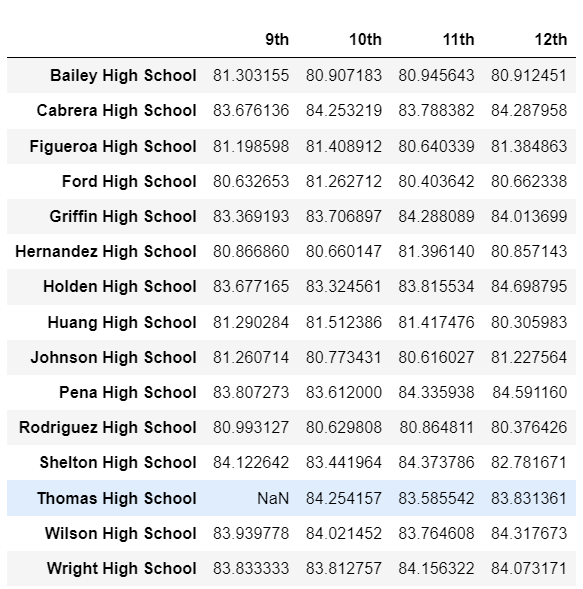 9th 10th 11th 12th
Bailey High School 81.303155 80.907183 80.945643 80.912451
Cabrera High School 83.676136 84.253219 83.788382 84.287958
Figueroa High School 81.198598 81.408912 80.640339 81.384863
Ford High School 80.632653 81.262712 80.403642 80.662338
Griffin High School 83.369193 83.706897 84.288089 84.013699
Hernandez High School 80.866860 80.660147 81.396140 80.857143
Holden High School 83.677165 83.324561 83.815534 84.698795
Huang High School 81.290284 81.512386 81.417476 80.305983
Johnson High School 81.260714 80.773431 80.616027 81.227564
Pena High School 83.807273 83.612000 84.335938 84.591160
Rodriguez High School 80.993127 80.629808 80.864811 80.376426
Shelton High School 84.122642 83.441964 84.373786 82.781671
Thomas High School NaN 84.254157 83.585542 83.831361
Wilson High School 83.939778 84.021452 83.764608 84.317673
Wright High School 83.833333 83.812757 84.156322 84.073171